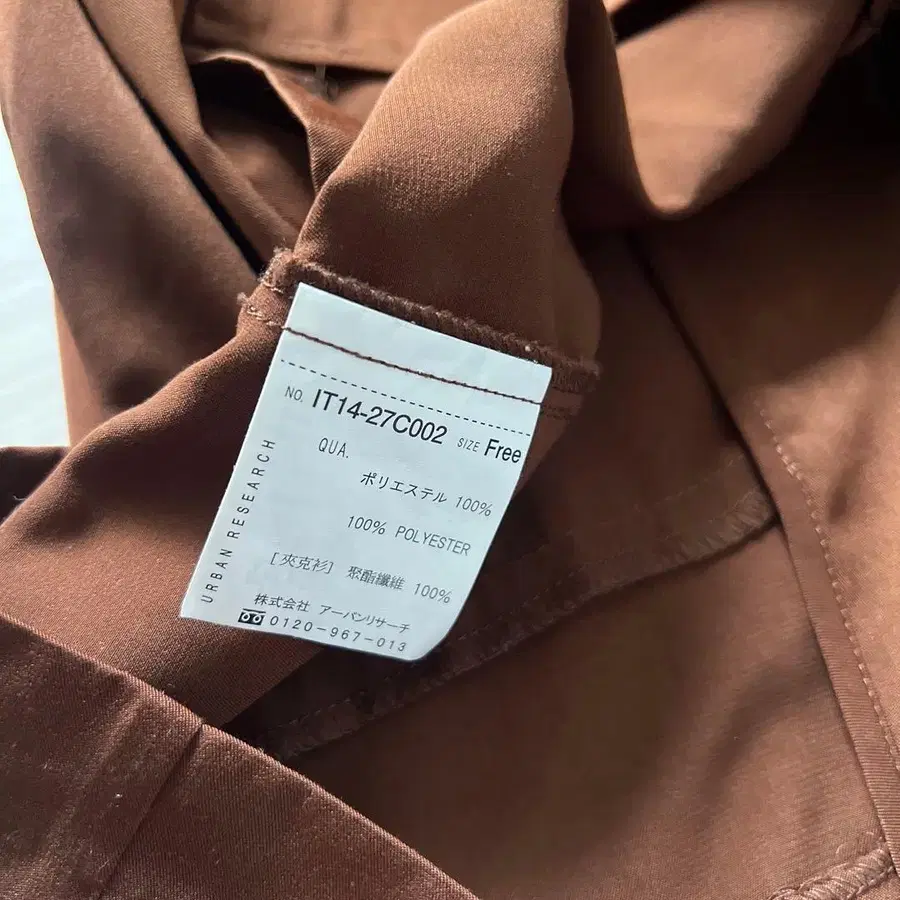 NO. IT14-27C002 SIZE Free
QUA.
ポリエステル 100%
100% POLYESTER
[夾克衫] 聚酯纖維 100%
株式会社 アーバンリサーチ
0120-967-013
URBAN RESEARCH